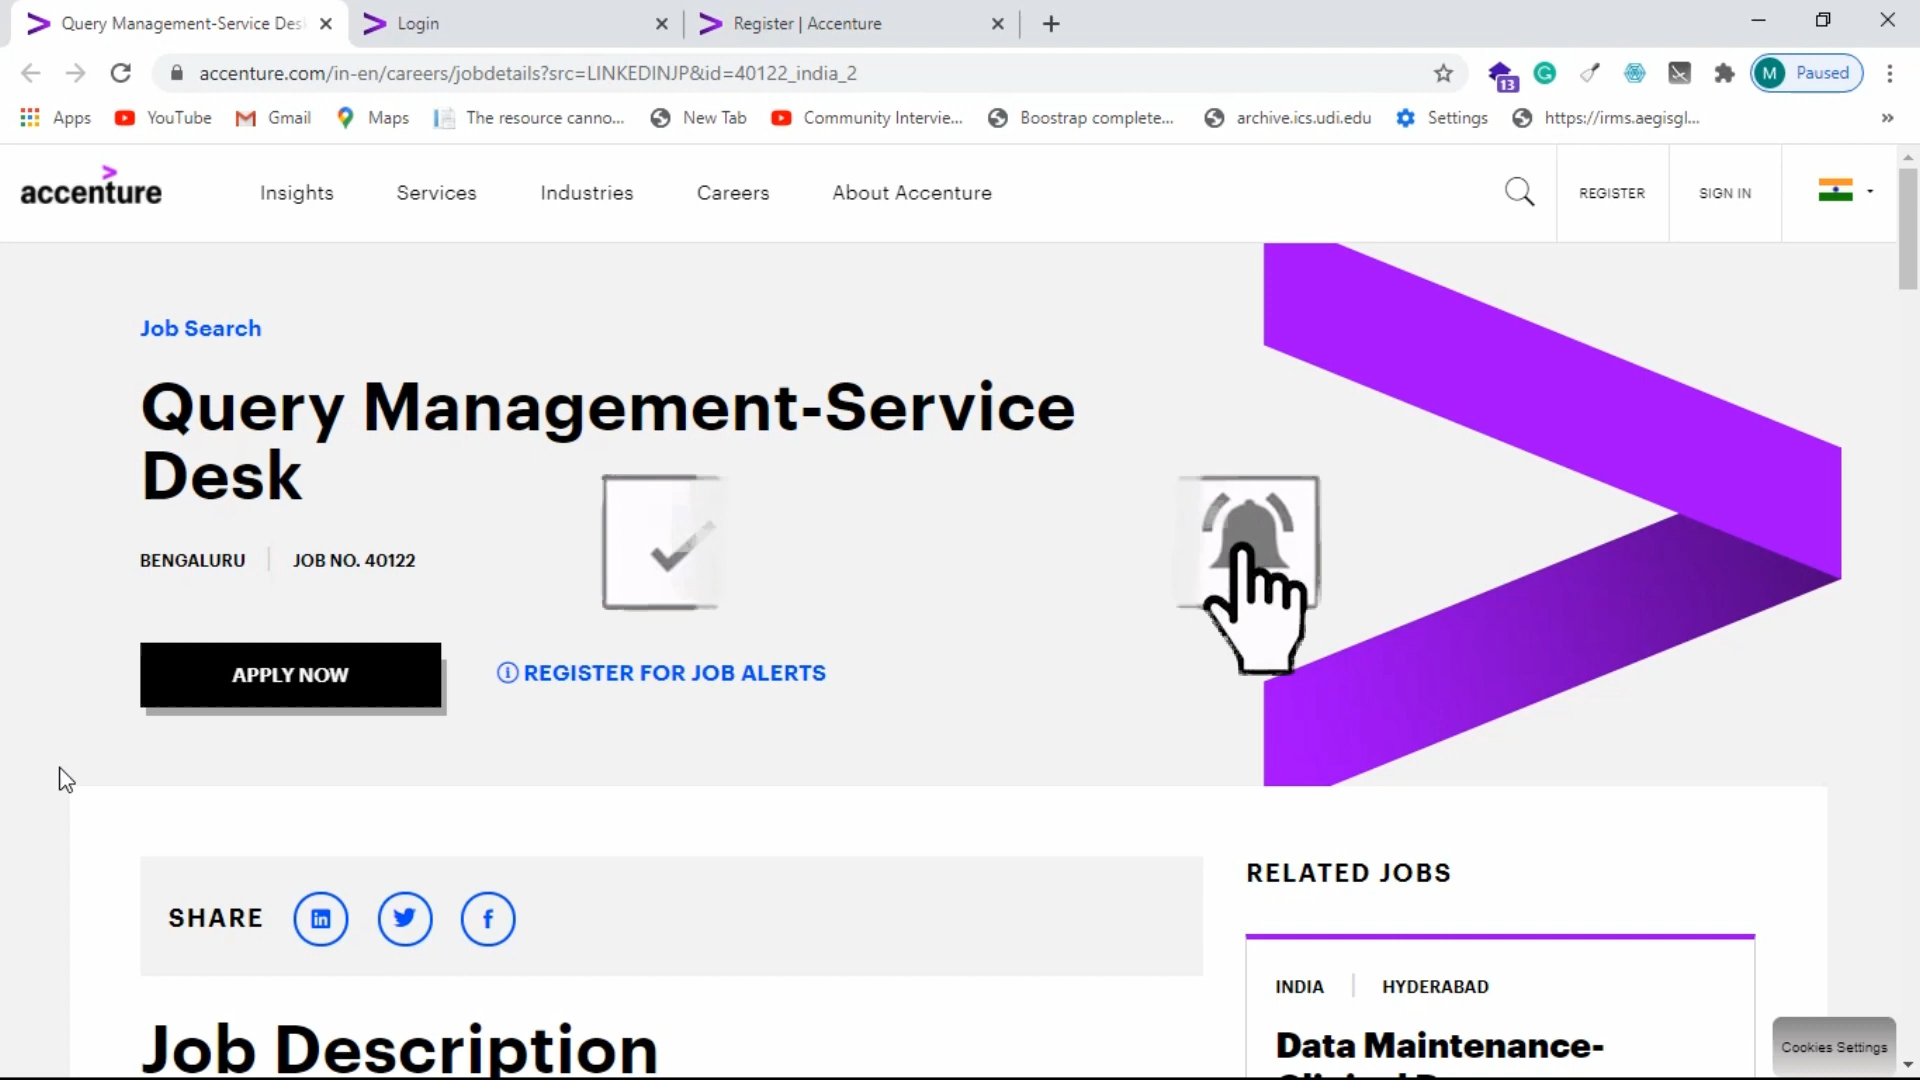 Query Management-Service Des
Login
Register | Accenture
accenture.com/in-en/careers/jobdetails?src=LINKEDINJP&id=40122_india_2
13
M Paused
Apps YouTube Gmail Maps The resource canno... New Tab Community Intervie... Boostrap complete... archive.ics.udi.edu Settings https://irms.aegisgl... »
accenture
Insights Services Industries Careers About Accenture REGISTER SIGN IN
Job Search
Query Management-Service
Desk
BENGALURU JOB NO. 40122
APPLY NOW
REGISTER FOR JOB ALERTS
SHARE
RELATED JOBS
INDIA HYDERABAD
Data Maintenance-
Job Description
Cookies Settings